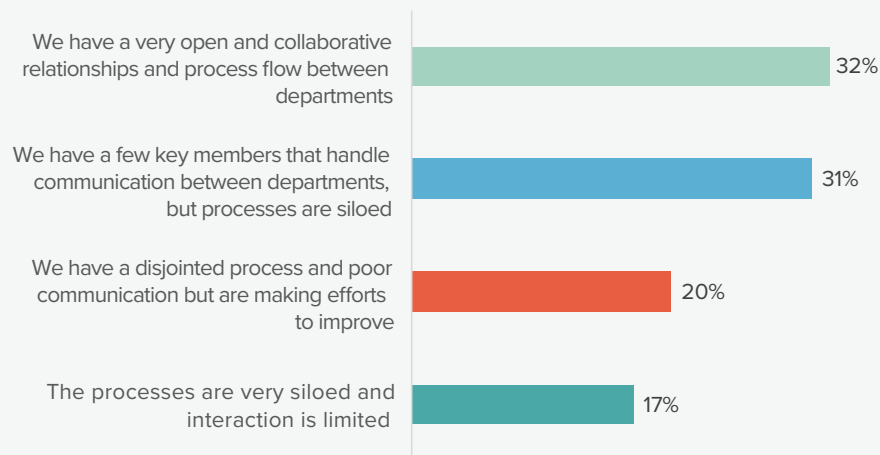 We have a very open and collaborative
relationships and process flow between
departments
32%
We have a few key members that handle
communication between departments,
but processes are siloed
31%
We have a disjointed process and poor
communication but are making efforts
to improve
20%
The processes are very siloed and
interaction is limited
17%